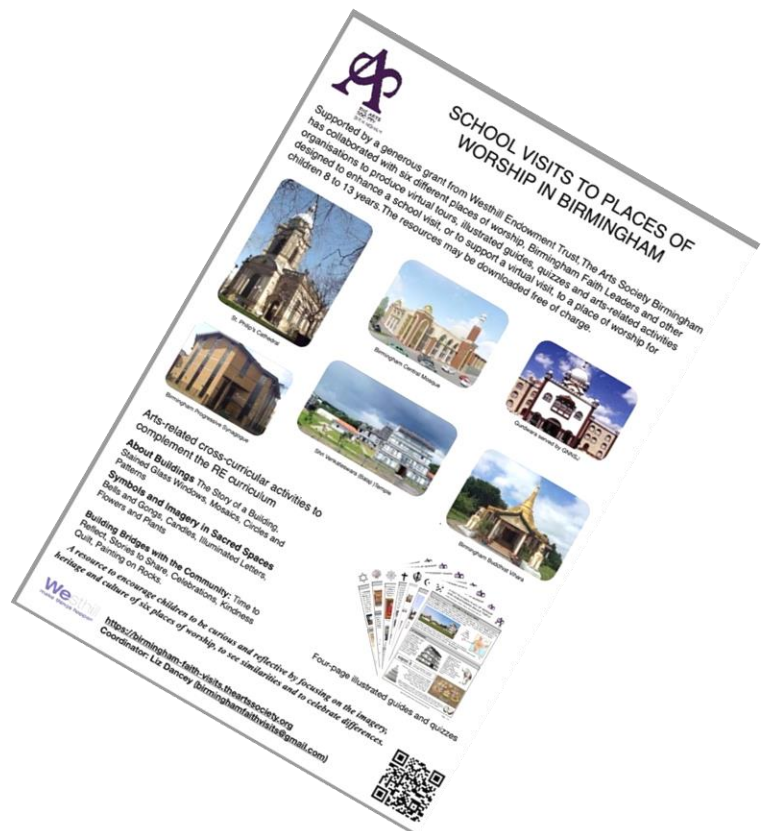 THE ARTS
SCHOOL VISITS TO PLACES OF
WORSHIP IN BIRMINGHAM
Supported by a generous grant from Westhill Endowment Trust, The Arts Society Birmingham
has collaborated with six different places of worship, Birmingham Faith Leaders and other
organisations to produce virtual tours, illustrated guides, quizzes and arts-related activities
designed to enhance a school visit, or to support a virtual visit, to a place of worship for
children 8 to 13 years. The resources may be downloaded free of charge.
St. Philip's Cathedral
Birmingham Central Mosque
Gurdwara served by GNNSJ
Birmingham Progressive Synagogue
Shri Venkateswara (Balaji) Temple
Birmingham Buddhist Vihara
Arts-related cross-curricular activities to
complement the RE curriculum
About Buildings The Story of a Building,
Stained Glass Windows, Mosaics, Circles and
Patterns
Symbols and Imagery in Sacred Spaces
Bells and Gongs, Candles, Illuminated Letters,
Flowers and Plants
Building Bridges with the Community: Time to
Reflect, Stories to Share, Celebrations, Kindness
Quilt, Painting on Rocks.
A resource to encourage children to be curious and reflective by focusing on the imagery,
heritage and culture of six places of worship, to see similarities and to celebrate differences.
Four-page illustrated guides and quizzes
Westhill
https://birmingham-faith-visits.theartssociety.org
Coordinator: Liz Dancey (birminghamfaithvisits@gmail.com)